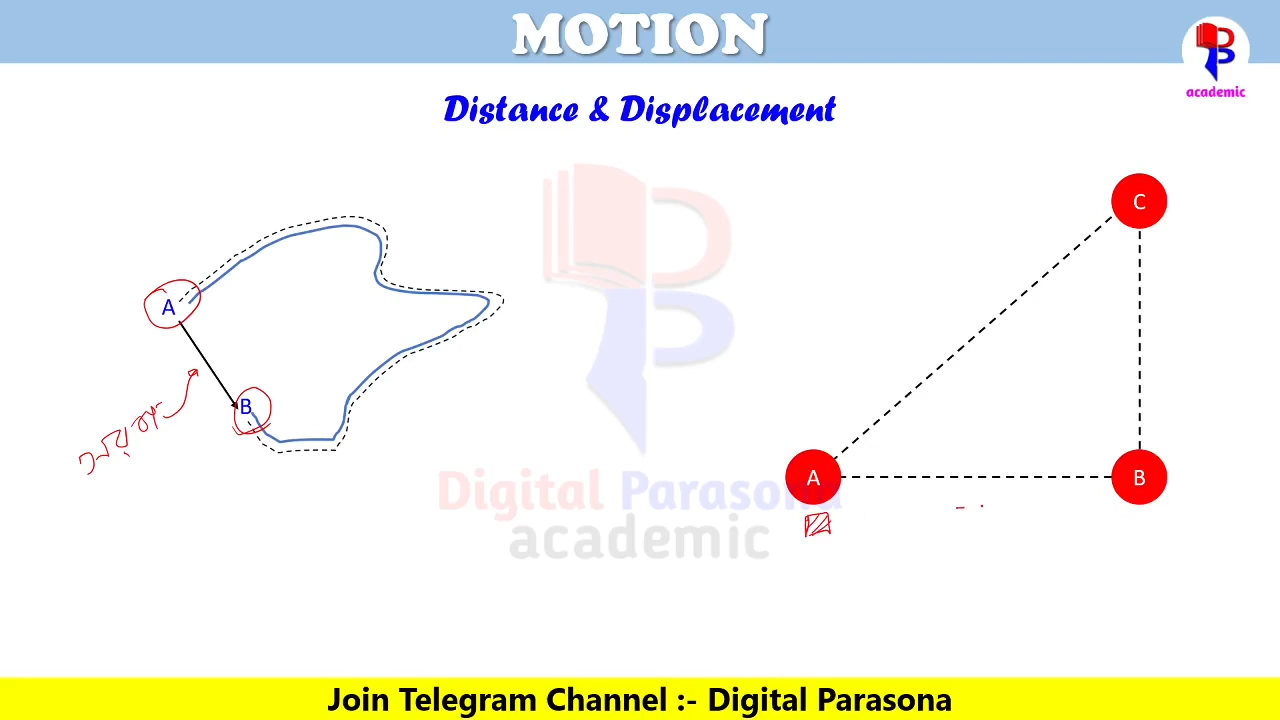 MOTION
academic
Distance & Displacement
C
A
B
A
B
Digital Parasona
academic
Join Telegram Channel :- Digital Parasona